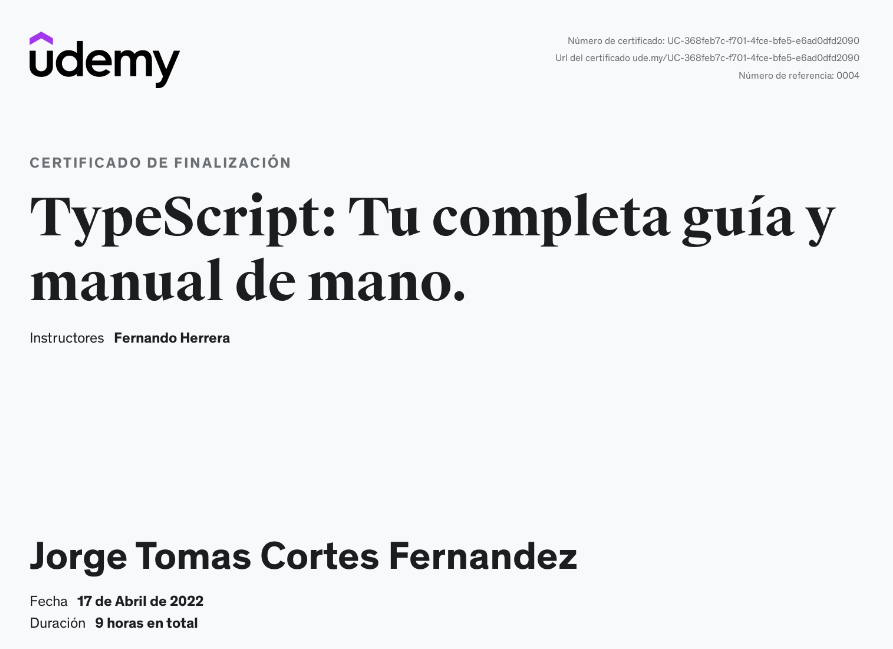 udemy
Número de certificado: UC-368feb7c-f701-4fce-bfe5-e6ad0dfd2090
Url del certificado ude.my/UC-368feb7c-f701-4fce-bfe5-e6ad0dfd2090
Número de referencia: 0004
CERTIFICADO DE FINALIZACIÓN
TypeScript: Tu completa guía y
manual de mano.
Instructores Fernando Herrera
Jorge Tomas Cortes Fernandez
Fecha 17 de Abril de 2022
Duración 9 horas en total